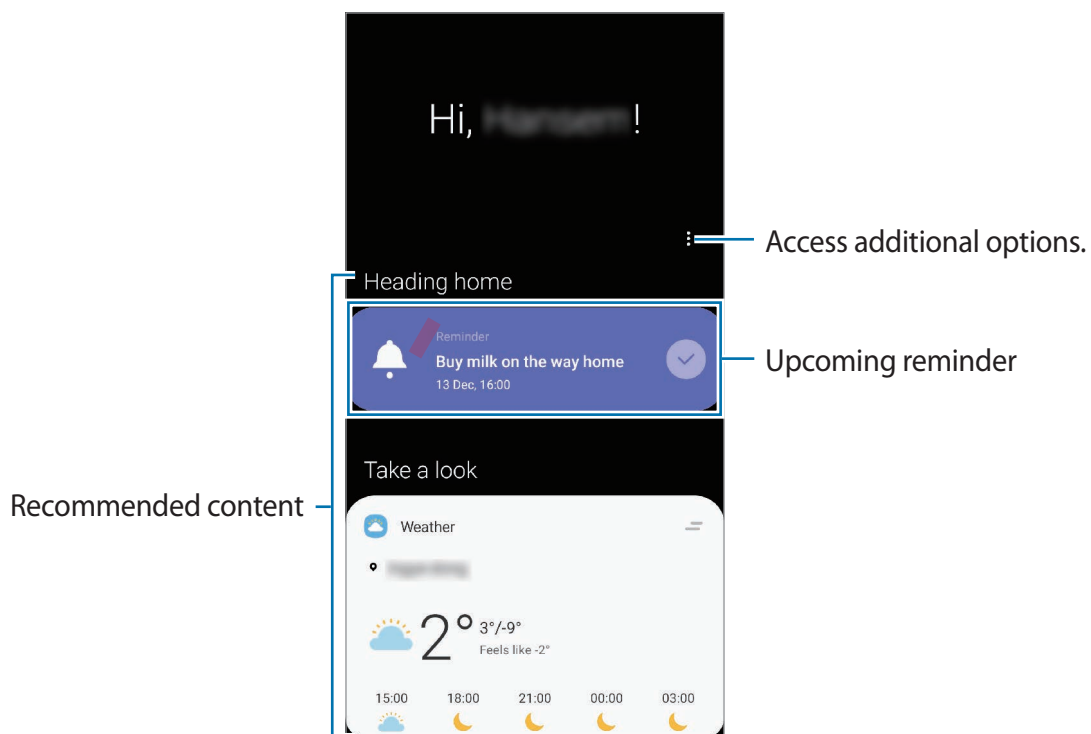 Hi, !
Access additional options.
Heading home
Reminder
Buy milk on the way home
13 Dec, 16:00
Upcoming reminder
Take a look
Recommended content
Weather
2° 3°/-9°
Feels like -2°
15:00 18:00 21:00 00:00 03:00